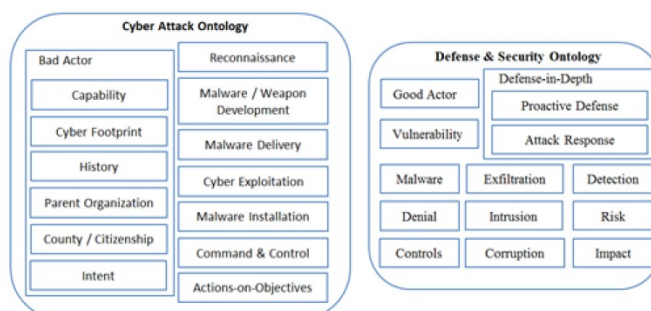 Cyber Attack Ontology
Bad Actor
Capability
Cyber Footprint
History
Parent Organization
County / Citizenship
Intent
Reconnaissance
Malware / Weapon
Development
Malware Delivery
Cyber Exploitation
Malware Installation
Command & Control
Actions-on-Objectives
Defense & Security Ontology
Good Actor
Vulnerability
Defense-in-Depth
Proactive Defense
Attack Response
Malware
Exfiltration
Detection
Denial
Intrusion
Risk
Controls
Corruption
Impact